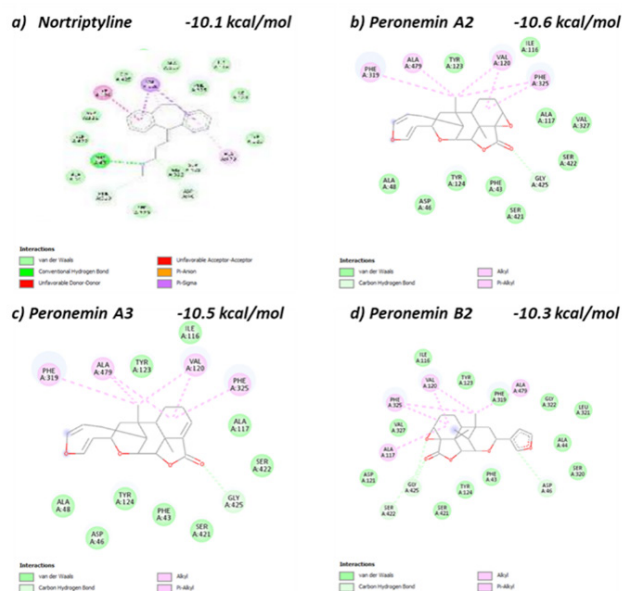 a) Nortriptyline -10.1 kcal/mol
b) Peronemin A2 -10.6 kcal/mol
Interactions
van der Waals
Conventional Hydrogen Bond
Unfavorable Donor-Donor
Unfavorable Acceptor-Acceptor
Pi-Anion
Pi-Sigma
ILE
A:116
VAL
A:120
ALA
A:479
TYR
A:123
PHE
A:319
PHE
A:325
ALA
A:117
VAL
A:327
SER
A:422
GLY
A:425
ALA
A:48
ASP
A:46
TYR
A:124
PHE
A:43
SER
A:421
Interactions
van der Waals
Carbon Hydrogen Bond
Alkyl
Pi-Alkyl
c) Peronemin A3 -10.5 kcal/mol
ILE
A:116
PHE
A:319
ALA
A:479
TYR
A:123
VAL
A:120
PHE
A:325
ALA
A:117
SER
A:422
GLY
A:425
ALA
A:48
ASP
A:46
TYR
A:124
PHE
A:43
SER
A:421
Interactions
van der Waals
Carbon Hydrogen Bond
Alkyl
Pi-Alkyl
d) Peronemin B2 -10.3 kcal/mol
ILE
A:116
VAL
A:120
TYR
A:123
PHE
A:319
ALA
A:479
GLY
A:322
LEU
A:321
PHE
A:325
VAL
A:327
ALA
A:44
ALA
A:117
SER
A:320
ASP
A:121
GLY
A:425
TYR
A:124
PHE
A:43
ASP
A:46
SER
A:422
SER
A:421
Interactions
van der Waals
Carbon Hydrogen Bond
Alkyl
Pi-Alkyl